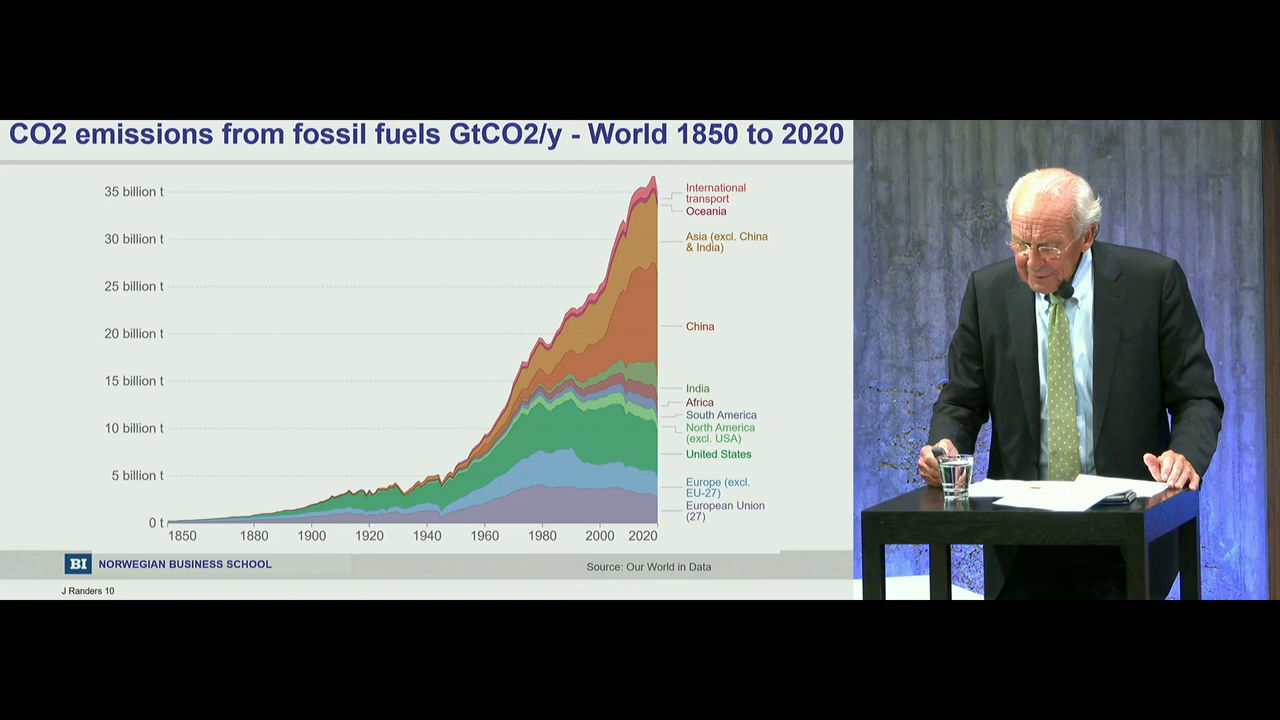 CO2 emissions from fossil fuels GtCO2/y - World 1850 to 2020
35 billion t
30 billion t
25 billion t
20 billion t
15 billion t
10 billion t
5 billion t
0 t
1850 1880 1900 1920 1940 1960 1980 2000 2020
International
transport
Oceania
Asia (excl. China
& India)
China
India
Africa
South America
North America
(excl. USA)
United States
Europe (excl.
EU-27)
European Union
(27)
BI NORWEGIAN BUSINESS SCHOOL
Source: Our World in Data
J Randers 10